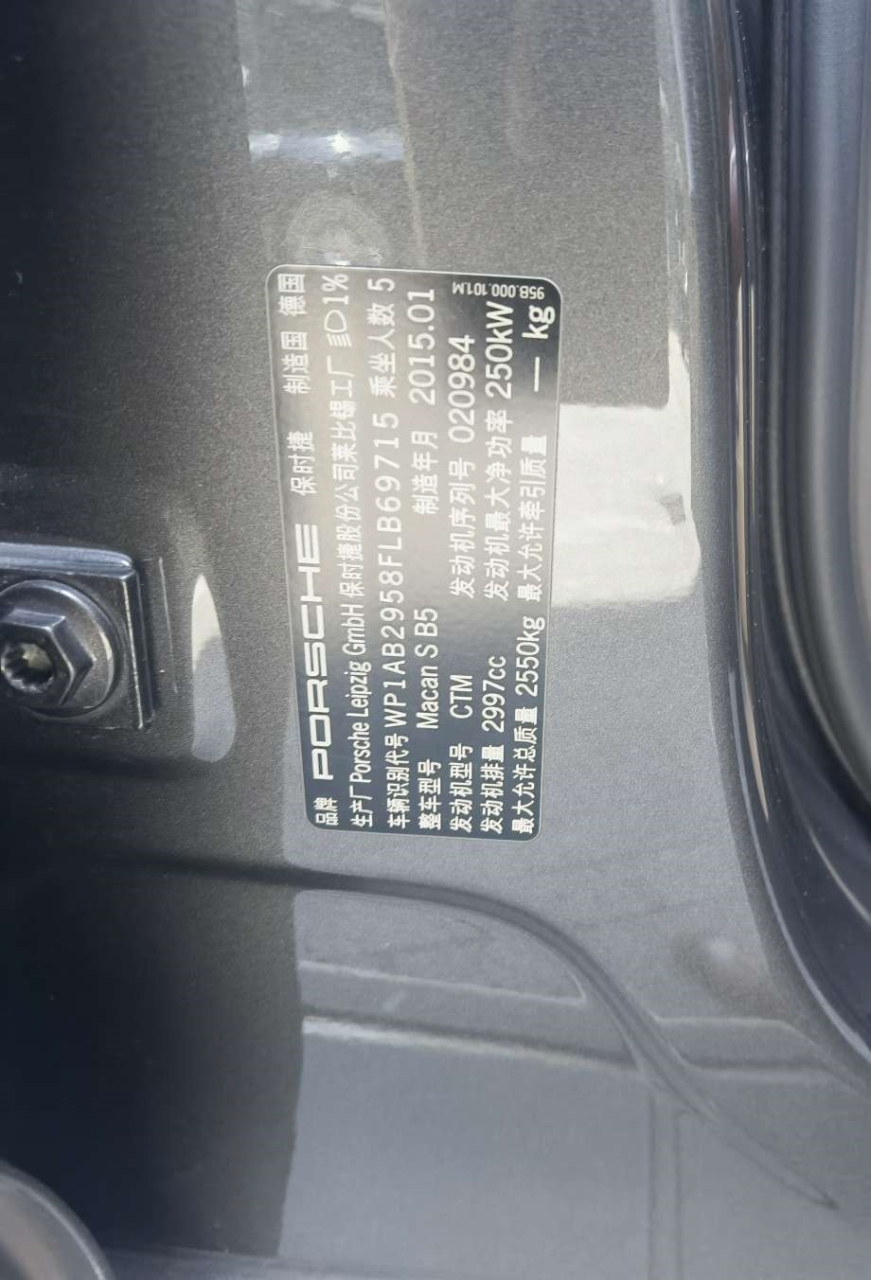 品牌 PORSCHE 保时捷 制造国 德国
生产厂 Porsche Leipzig GmbH 保时捷股份公司莱比锡工厂 1%
车辆识别代号 WP1AB2958FLB69715 乘坐人数 5
整车型号 Macan S B5 制造年月 2015.01
发动机型号 CTM 发动机序列号 020984
发动机排量 2997cc 发动机最大净功率 250kW
最大允许总质量 2550kg 最大允许牵引质量 — kg
95B.000.101.M